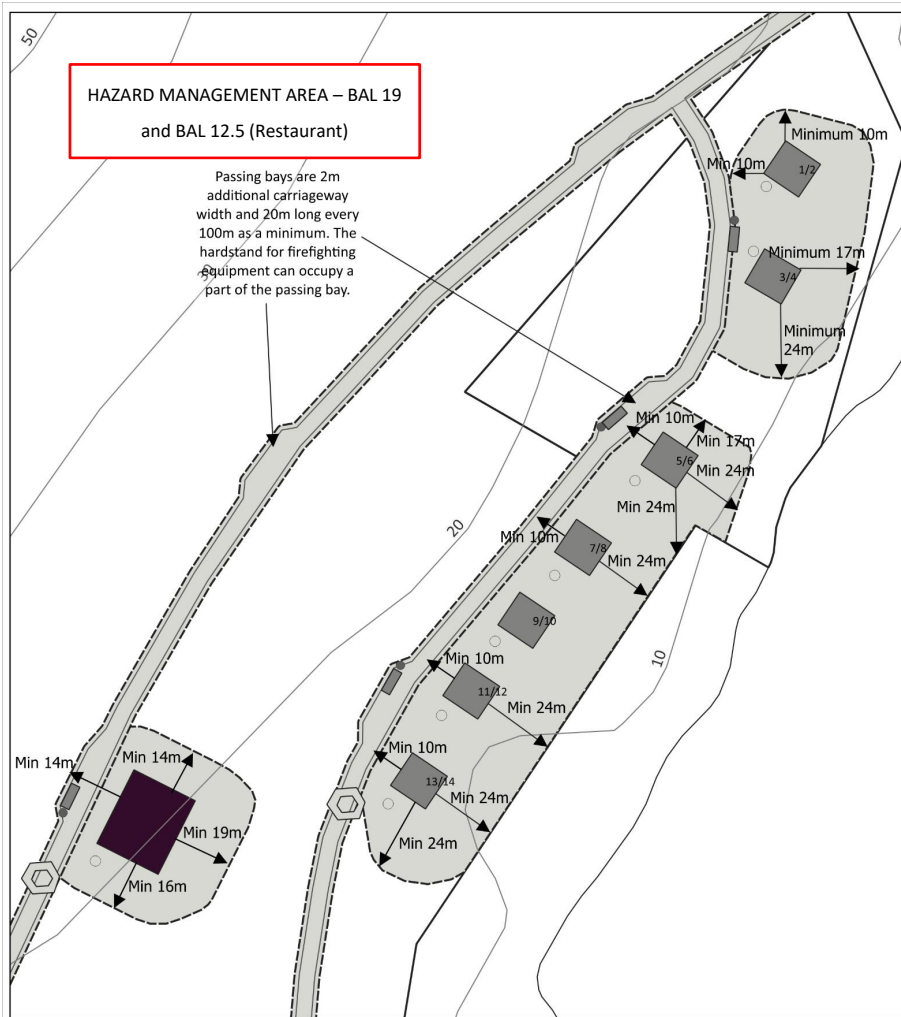 50
HAZARD MANAGEMENT AREA – BAL 19
and BAL 12.5 (Restaurant)
Passing bays are 2m
additional carriageway
width and 20m long every
100m as a minimum. The
hardstand for firefighting
equipment can occupy a
part of the passing bay.
30
Minimum 10m
Min 10m
1/2
Minimum 17m
3/4
Minimum
24m
Min 10m
Min 17m
5/6
Min 24m
Min 24m
20
Min 10m
7/8
Min 24m
9/10
10
Min 10m
11/12
Min 24m
Min 10m
13/14
Min 24m
Min 24m
Min 14m
Min 14m
Min 19m
Min 16m